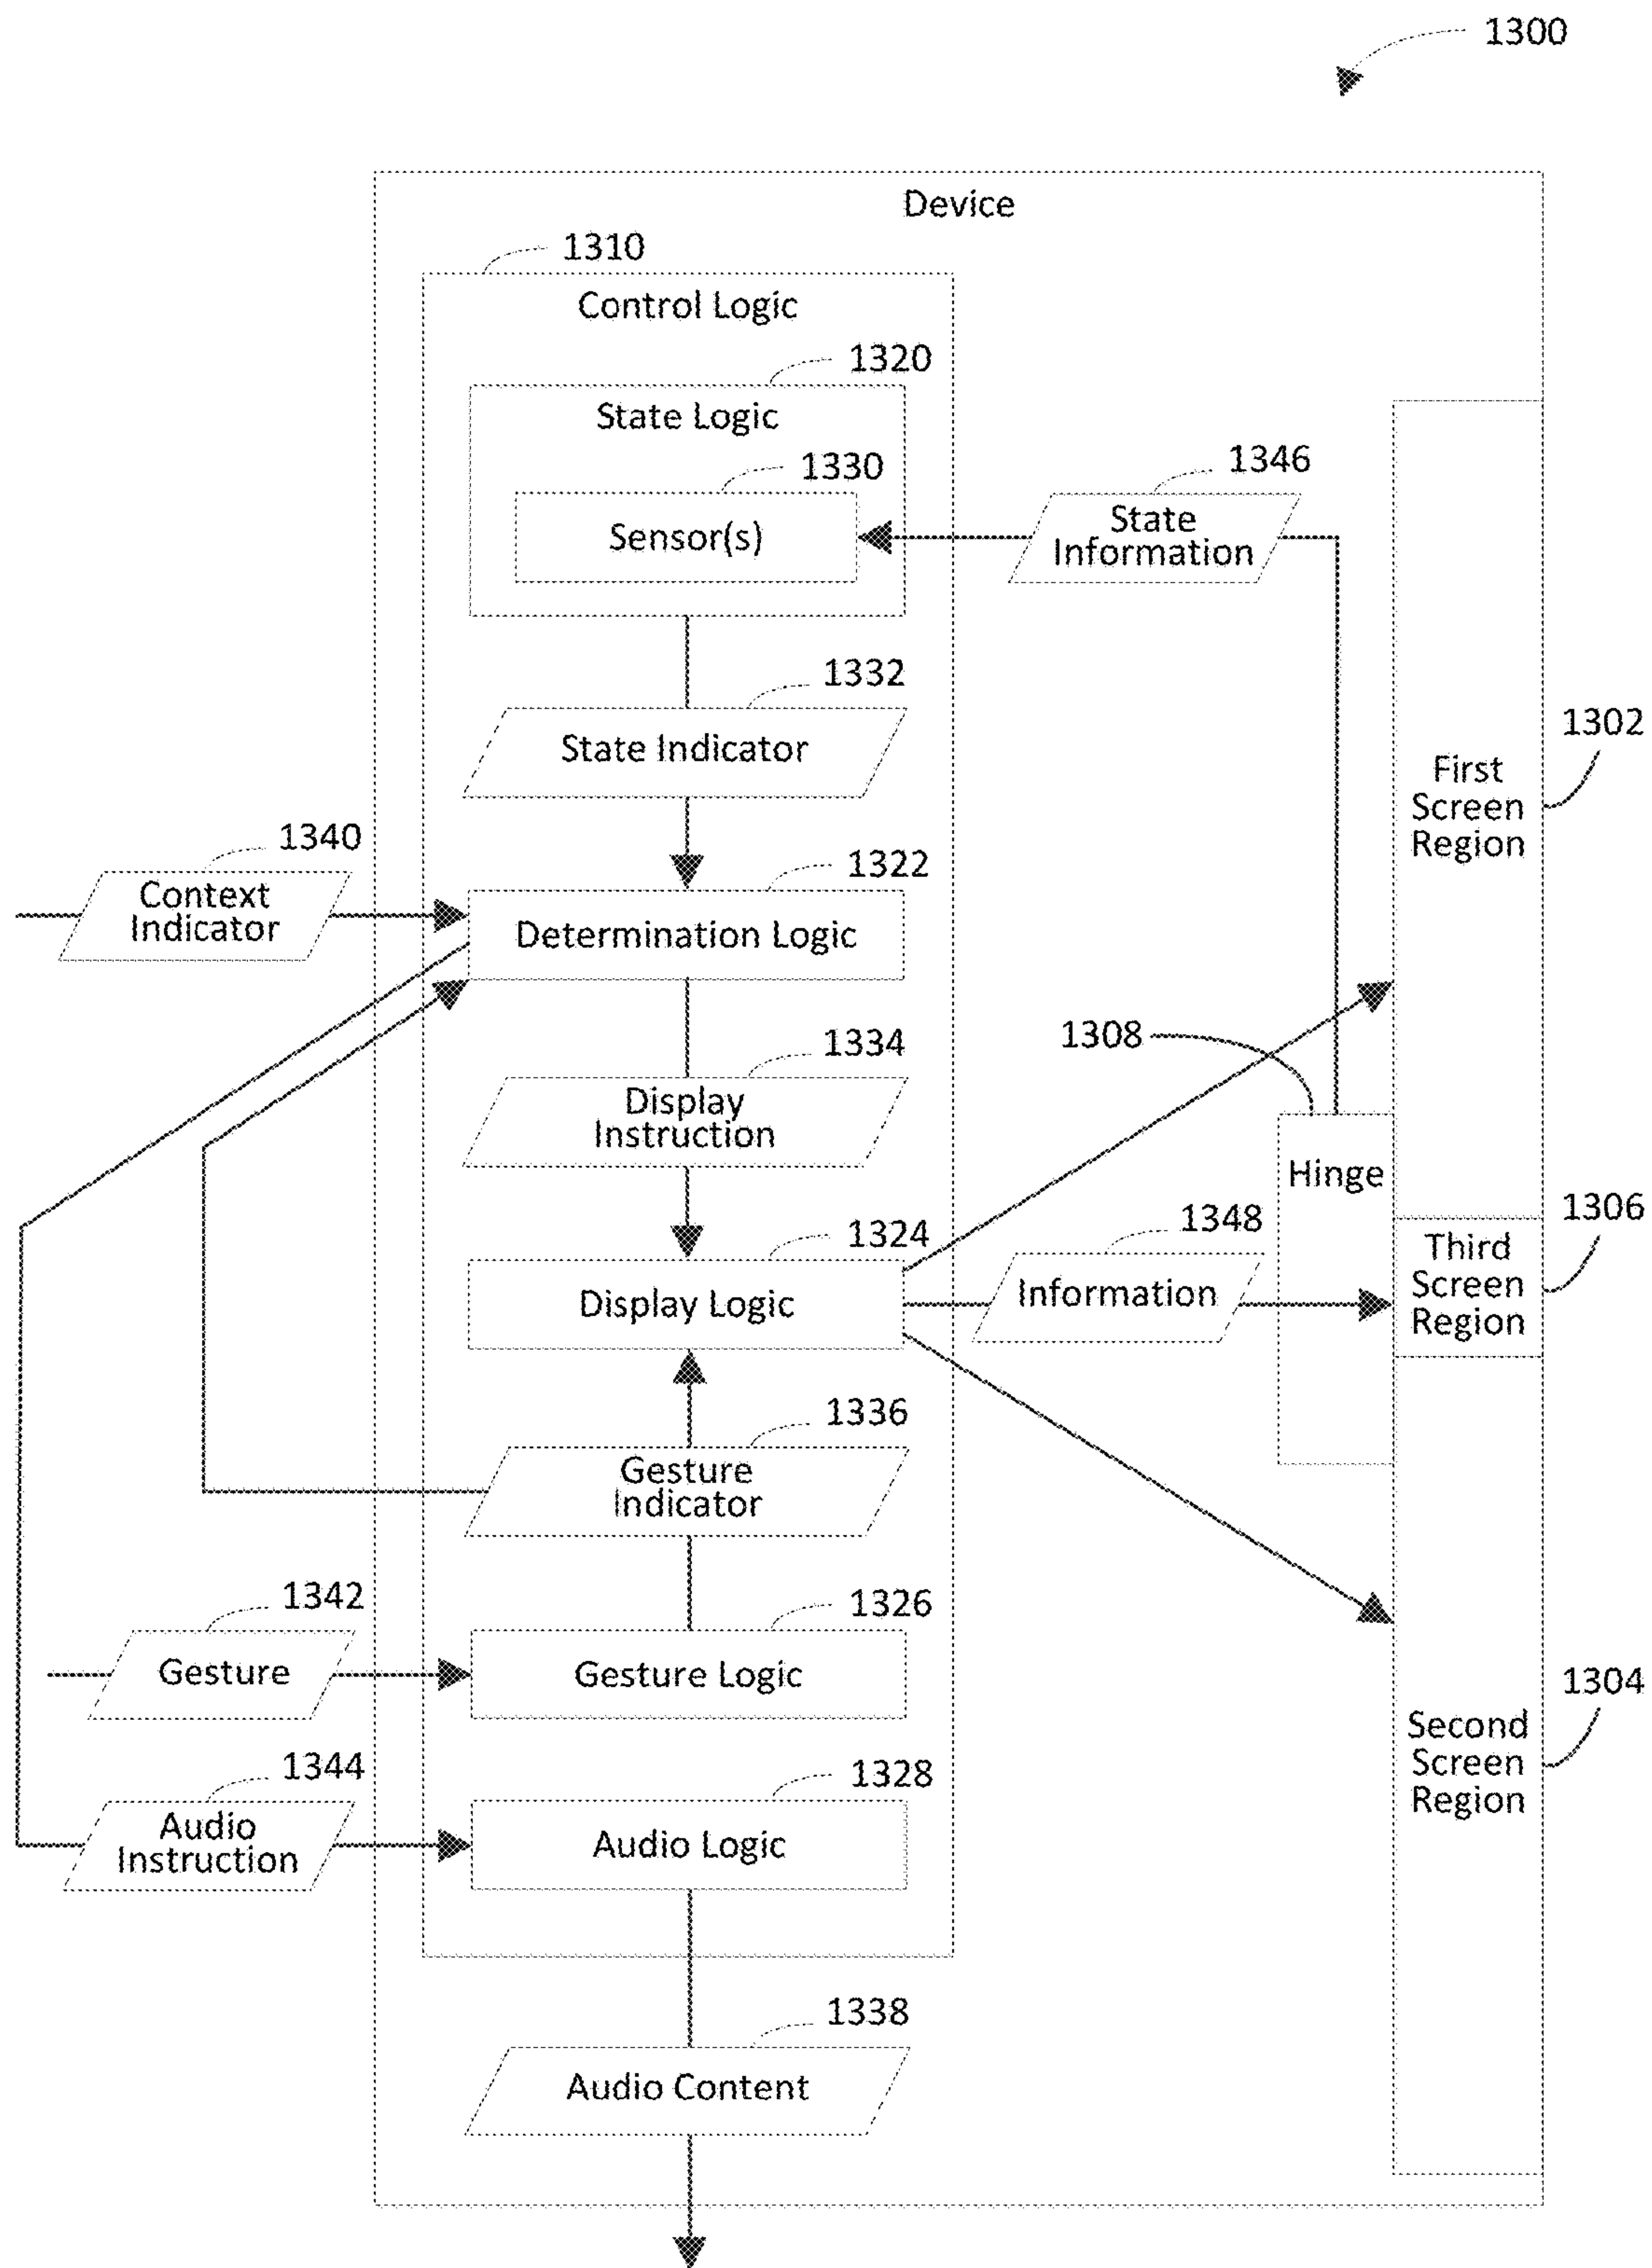 1300
Device
1310
Control Logic
1320
State Logic
1330
Sensor(s)
1346
State
Information
1332
State Indicator
1302
First
Screen
Region
1340
Context
Indicator
1322
Determination Logic
1308
1334
Display
Instruction
Hinge
1324
Display Logic
1348
Information
1306
Third
Screen
Region
1336
Gesture
Indicator
1342
Gesture
1326
Gesture Logic
1304
Second
Screen
Region
1344
Audio
Instruction
1328
Audio Logic
1338
Audio Content